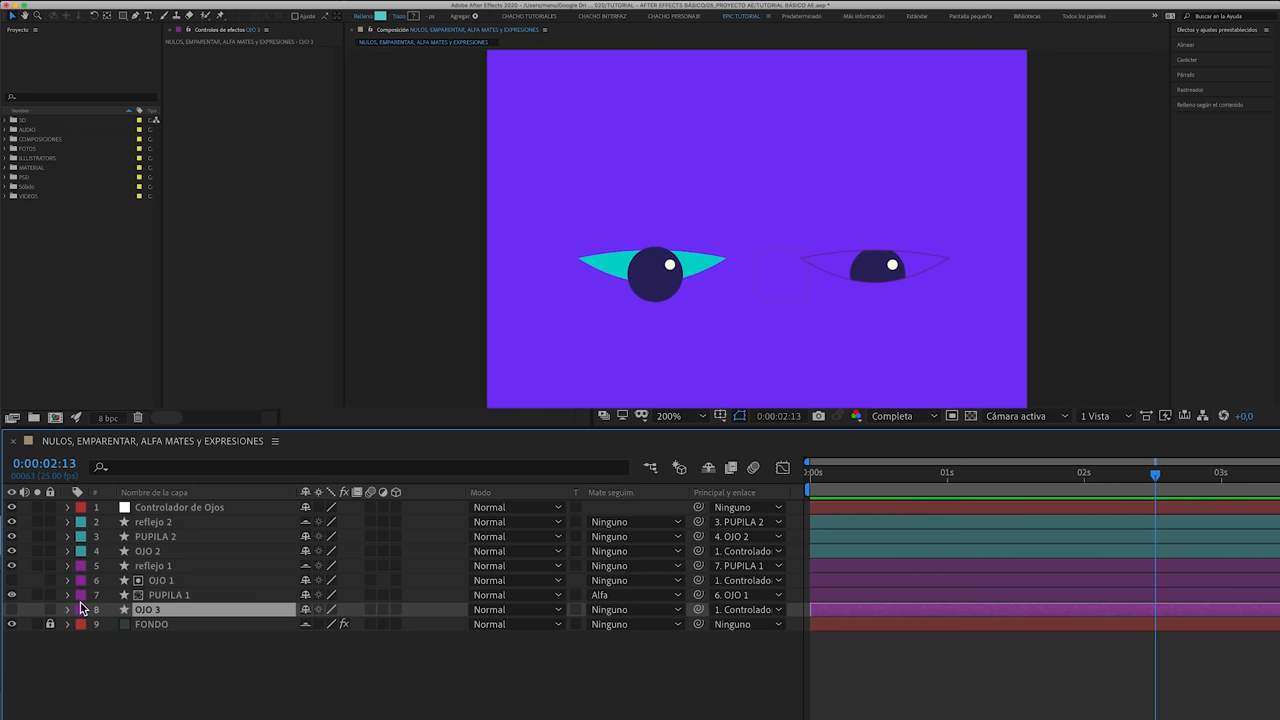 Adobe After Effects 2020 - /Users/manu/Google Dri... 020/TUTORIAL - AFTER EFFECTS BÁSICO/05_PROYECTO AE/TUTORIAL BÁSICO AE.aep *
Ajuste Relleno Trazo ? - px Agregar: CHACHO TUTORIALES CHACHO INTERFAZ CHACHO PERSONAJE EPIC TUTORIAL Predeterminado Más información Estándar Pantalla pequeña Bibliotecas Todos los paneles Buscar en la Ayuda
Proyecto Controles de efectos OJO 3 Composición NULOS, EMPARENTAR, ALFA MATES y EXPRESIONES Efectos y ajustes preestablecidos
NULOS, EMPARENTAR, ALFA MATES y EXPRESIONES - OJO 3 NULOS, EMPARENTAR, ALFA MATES y EXPRESIONES Alinear
Carácter
Párrafo
Rastreador
Relleno según el contenido
Nombre Tipo
3D
AUDIO
COMPOSICIONES
FOTOS
ILLUSTRATORS
MATERIAL
PSD
Sólido
VIDEOS
8 bpc 200% 0:00:02:13 Completa Cámara activa 1 Vista +0,0
NULOS, EMPARENTAR, ALFA MATES y EXPRESIONES
0:00:02:13
00063 (25.00 fps)
:00s 01s 02s 03s
# Nombre de la capa fx Modo T Mate seguim. Principal y enlace
1 Controlador de Ojos Normal Ninguno
2 reflejo 2 Normal Ninguno 3. PUPILA 2
3 PUPILA 2 Normal Ninguno 4. OJO 2
4 OJO 2 Normal Ninguno 1. Controlado
5 reflejo 1 Normal Ninguno 7. PUPILA 1
6 OJO 1 Normal Ninguno 1. Controlado
7 PUPILA 1 Normal Alfa 6. OJO 1
8 OJO 3 Normal Ninguno 1. Controlado
9 FONDO fx Normal Ninguno Ninguno